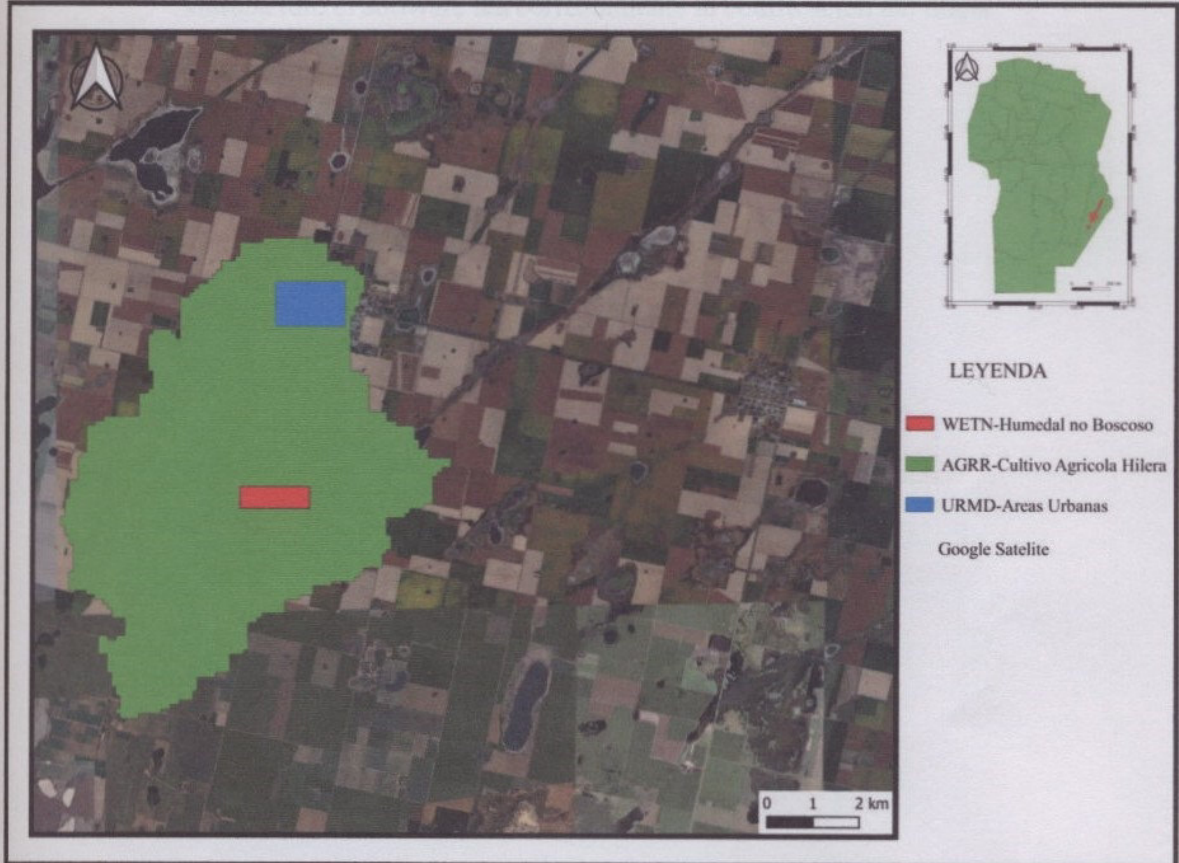 LEYENDA
WETN-Humedal no Boscoso
AGRR-Cultivo Agricola Hilera
URMD-Areas Urbanas
Google Satelite
0 1 2 km